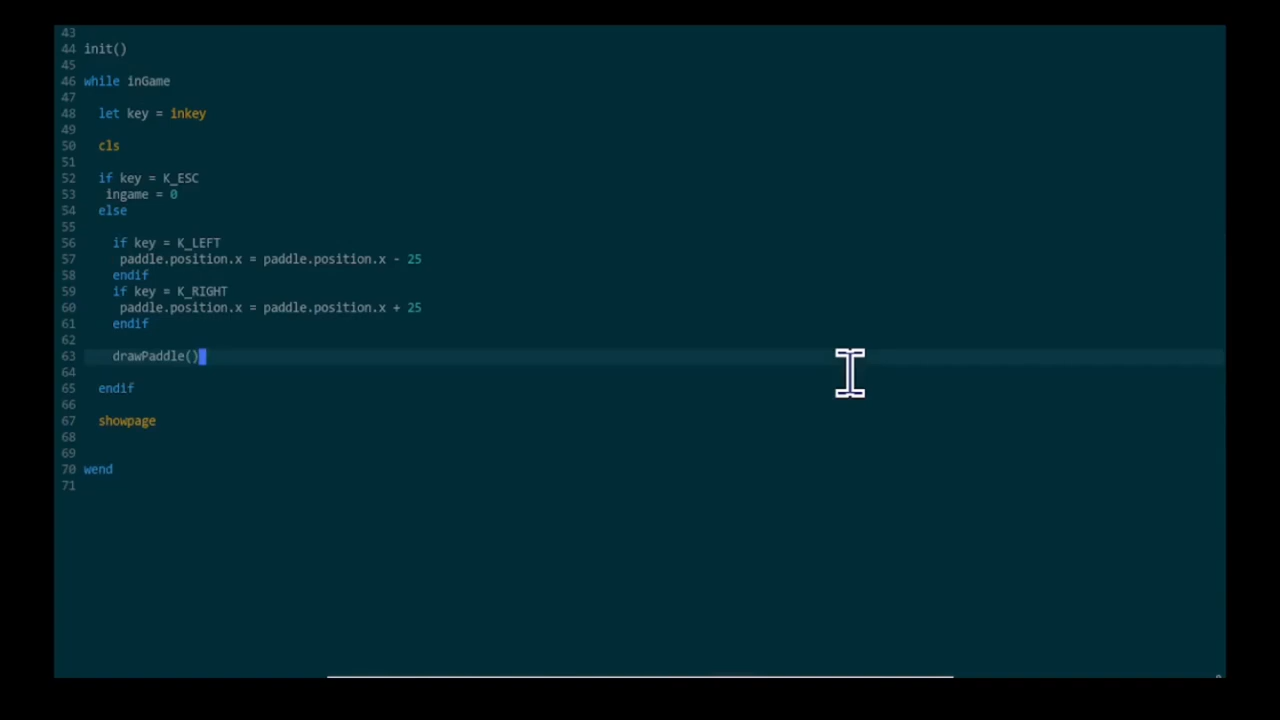 43
44 init()
45
46 while inGame
47
48 let key = inkey
49
50 cls
51
52 if key = K_ESC
53 ingame = 0
54 else
55
56 if key = K_LEFT
57 paddle.position.x = paddle.position.x - 25
58 endif
59 if key = K_RIGHT
60 paddle.position.x = paddle.position.x + 25
61 endif
62
63 drawPaddle()
64
65 endif
66
67 showpage
68
69
70 wend
71